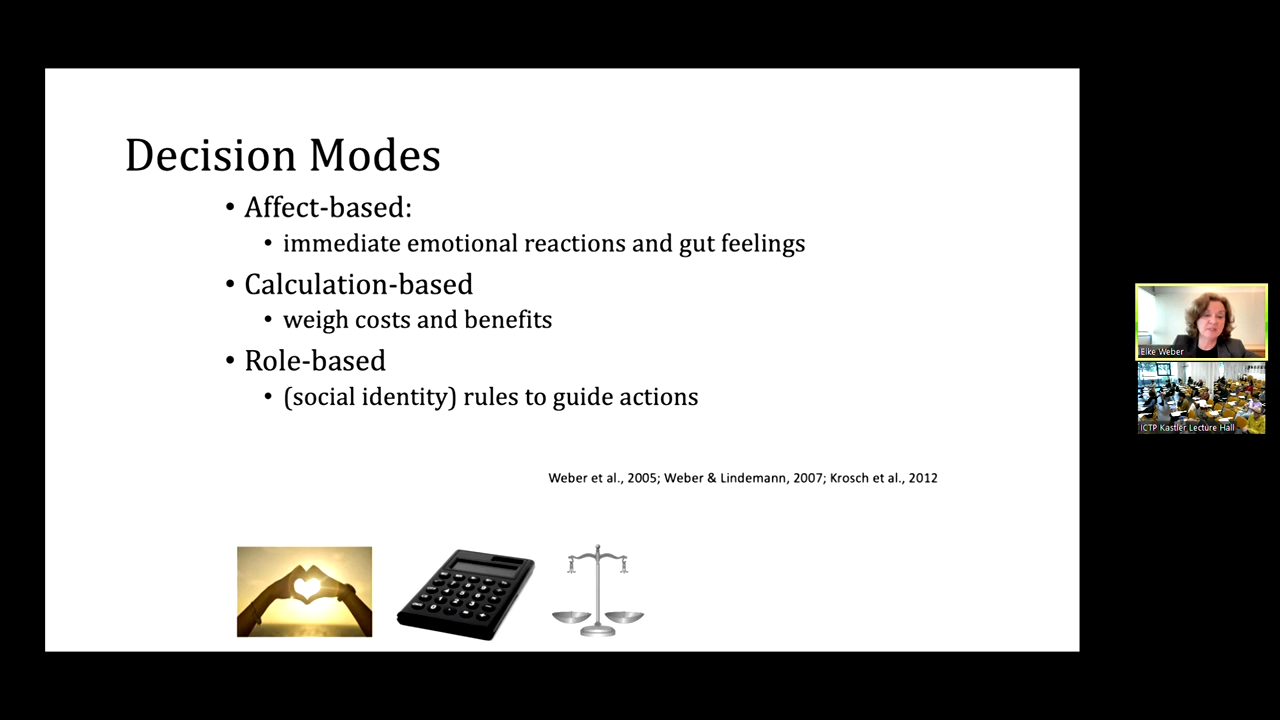 Decision Modes
• Affect-based:
• immediate emotional reactions and gut feelings
• Calculation-based
• weigh costs and benefits
• Role-based
• (social identity) rules to guide actions
Weber et al., 2005; Weber & Lindemann, 2007; Krosch et al., 2012
Elke Weber
ICTP Kastler Lecture Hall